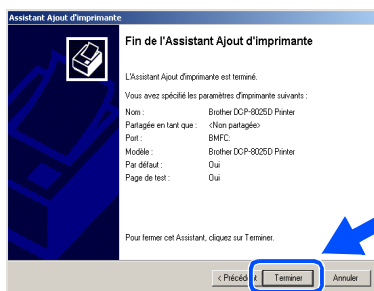 Assistant Ajout d'imprimante
Fin de l'Assistant Ajout d'imprimante
L'Assistant Ajout d'imprimante est terminé.
Vous avez spécifié les paramètres d'imprimante suivants :
Nom : Brother DCP-8025D Printer
Partagée en tant que : <Non partagée>
Port : BMFC:
Modèle : Brother DCP-8025D Printer
Par défaut : Oui
Page de test : Oui
Pour fermer cet Assistant, cliquez sur Terminer.
< Précédent Terminer Annuler